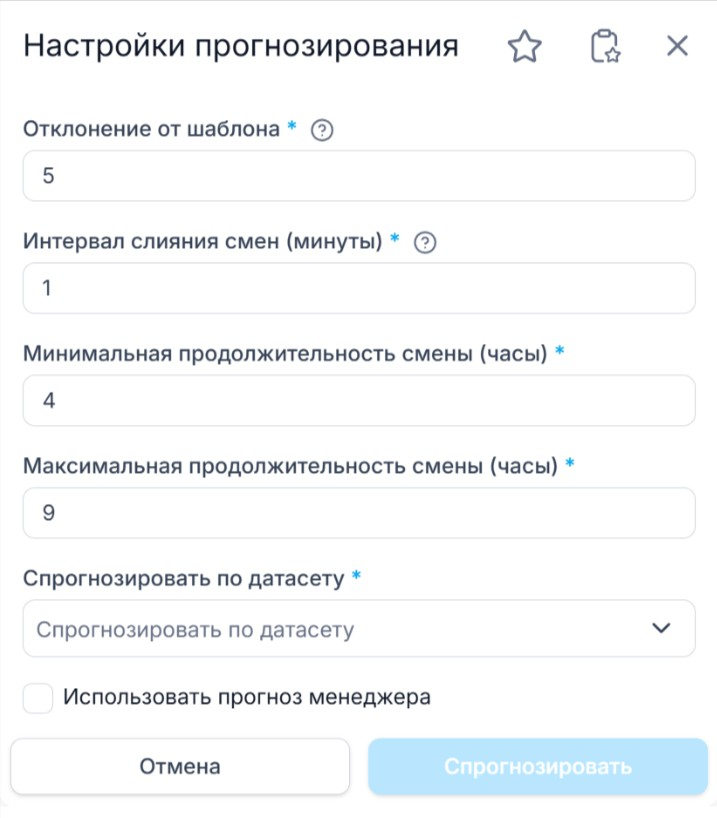 Настройки прогнозирования
Отклонение от шаблона *
5
Интервал слияния смен (минуты) *
1
Минимальная продолжительность смены (часы) *
4
Максимальная продолжительность смены (часы) *
9
Спрогнозировать по датасету *
Спрогнозировать по датасету
Использовать прогноз менеджера
Отмена
Спрогнозировать